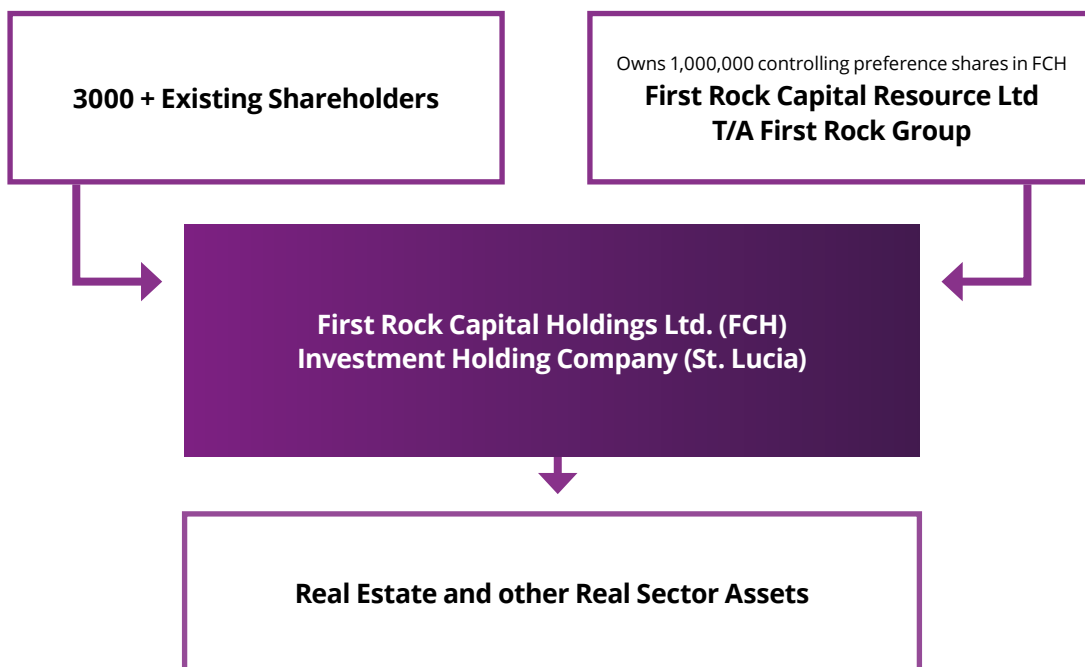 3000 + Existing Shareholders
Owns 1,000,000 controlling preference shares in FCH
First Rock Capital Resource Ltd
T/A First Rock Group
First Rock Capital Holdings Ltd. (FCH)
Investment Holding Company (St. Lucia)
Real Estate and other Real Sector Assets